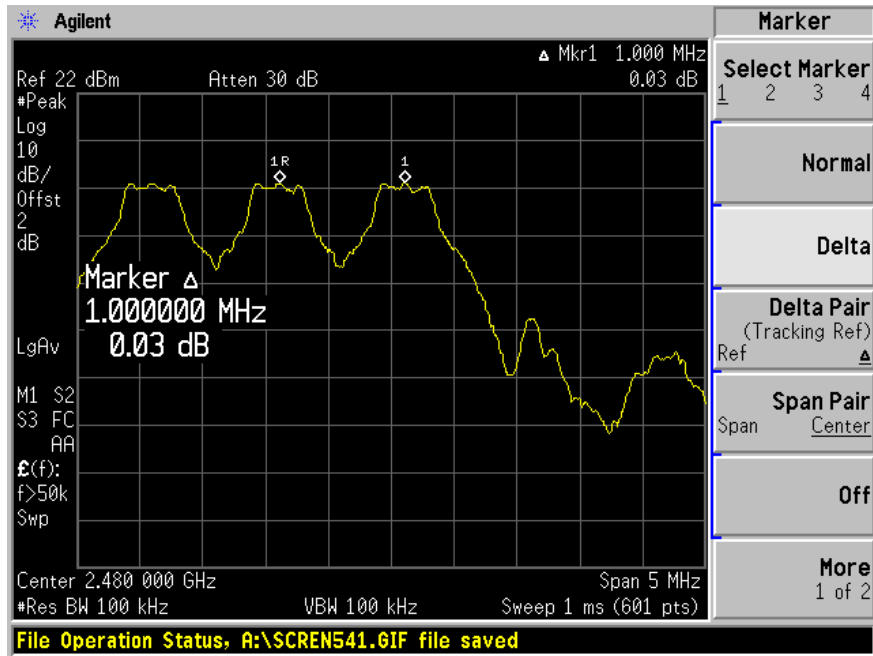 Agilent
Marker
Δ Mkr1 1.000 MHz
Ref 22 dBm Atten 30 dB 0.03 dB
#Peak
Log
10
dB/
Offst
2
dB
1R
1
Marker Δ
1.000000 MHz
0.03 dB
LgAv
M1 S2
S3 FC
AA
£(f):
f>50k
Swp
Center 2.480 000 GHz Span 5 MHz
#Res BW 100 kHz VBW 100 kHz Sweep 1 ms (601 pts)
File Operation Status, A:\SCREN541.GIF file saved
Select Marker
1 2 3 4
Normal
Delta
Delta Pair
(Tracking Ref)
Ref Δ
Span Pair
Span Center
Off
More
1 of 2